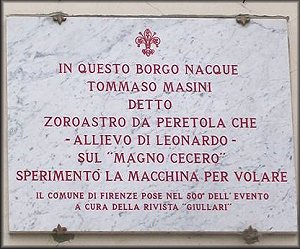 IN QUESTO BORGO NACQUE
TOMMASO MASINI
DETTO
ZOROASTRO DA PERETOLA CHE
-ALLIEVO DI LEONARDO-
SUL "MAGNO CECERO"
SPERIMENTÒ LA MACCHINA PER VOLARE
IL COMUNE DI FIRENZE POSE NEL 500° DELL'EVENTO
A CURA DELLA RIVISTA "GIULLARI"